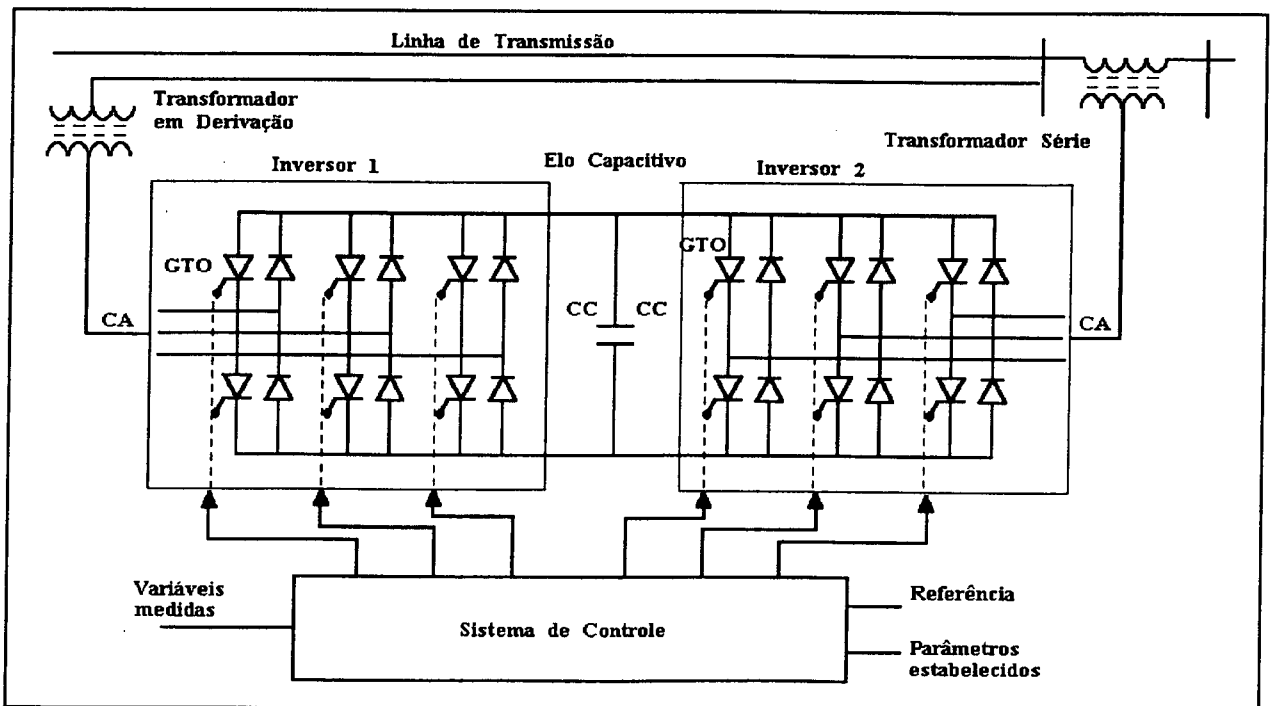 Linha de Transmissão
Transformador
em Derivação
Transformador Série
Elo Capacitivo
Inversor 1
Inversor 2
GTO
GTO
CA
CC
CC
CA
Variáveis
medidas
Sistema de Controle
Referência
Parâmetros
estabelecidos